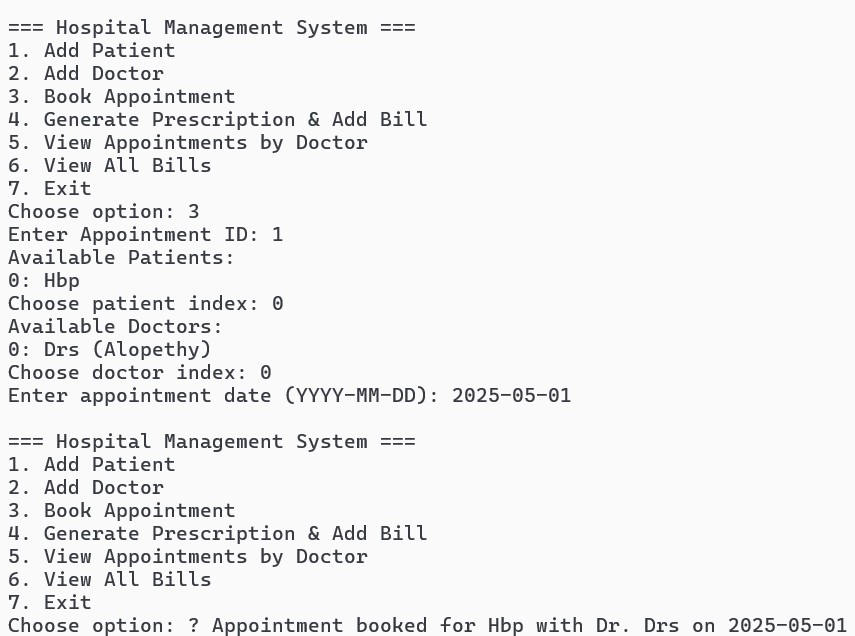 === Hospital Management System ===
1. Add Patient
2. Add Doctor
3. Book Appointment
4. Generate Prescription & Add Bill
5. View Appointments by Doctor
6. View All Bills
7. Exit
Choose option: 3
Enter Appointment ID: 1
Available Patients:
0: Hbp
Choose patient index: 0
Available Doctors:
0: Drs (Alopethy)
Choose doctor index: 0
Enter appointment date (YYYY-MM-DD): 2025-05-01
=== Hospital Management System ===
1. Add Patient
2. Add Doctor
3. Book Appointment
4. Generate Prescription & Add Bill
5. View Appointments by Doctor
6. View All Bills
7. Exit
Choose option: ? Appointment booked for Hbp with Dr. Drs on 2025-05-01